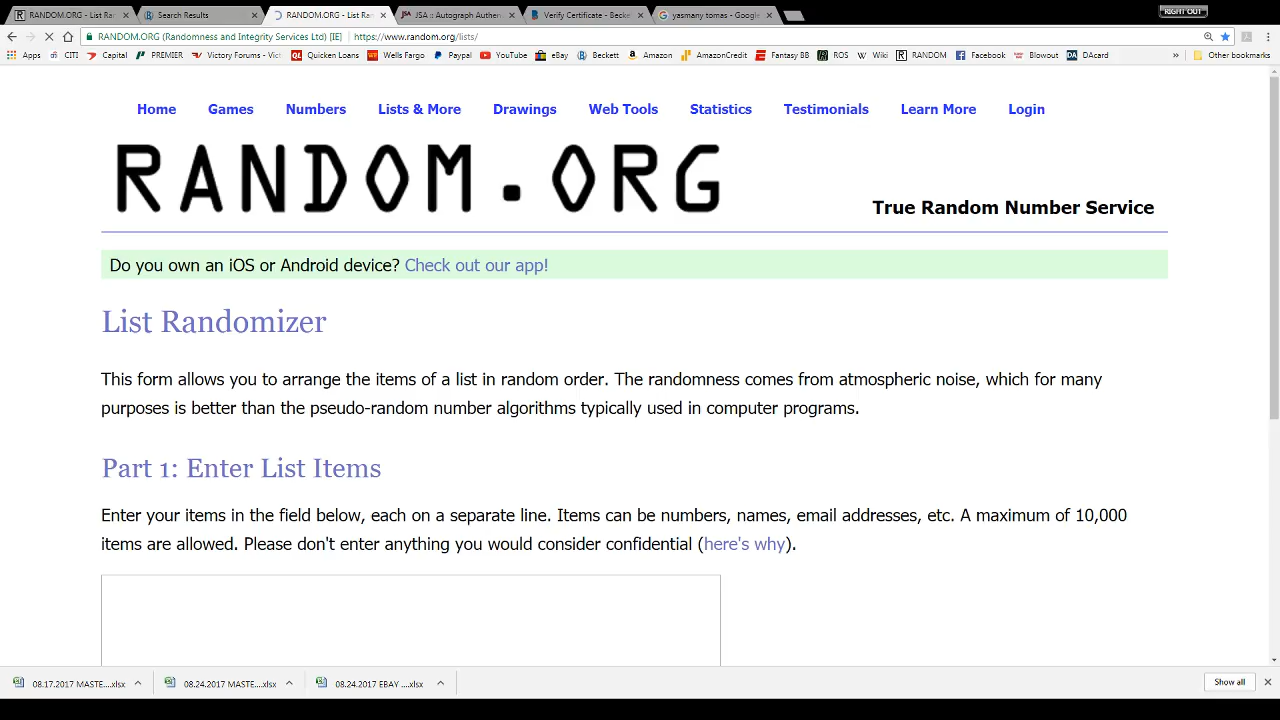 RANDOM.ORG - List Ra
Search Results
RANDOM.ORG - List Ran
JSA :: Autograph Authen
Verify Certificate - Becke
yasmany tomas - Google
RIGHT OUT
RANDOM.ORG (Randomness and Integrity Services Ltd) [IE]
https://www.random.org/lists/
Apps CITI Capital PREMIER Victory Forums - Vic Quicken Loans Wells Fargo Paypal YouTube eBay Beckett Amazon AmazonCredit Fantasy BB ROS Wiki RANDOM Facebook Blowout DAcard » Other bookmarks
Home Games Numbers Lists & More Drawings Web Tools Statistics Testimonials Learn More Login
RANDOM.ORG
True Random Number Service
Do you own an iOS or Android device? Check out our app!
List Randomizer
This form allows you to arrange the items of a list in random order. The randomness comes from atmospheric noise, which for many
purposes is better than the pseudo-random number algorithms typically used in computer programs.
Part 1: Enter List Items
Enter your items in the field below, each on a separate line. Items can be numbers, names, email addresses, etc. A maximum of 10,000
items are allowed. Please don't enter anything you would consider confidential (here's why).
08.17.2017 MASTE....xlsx
08.24.2017 MASTE....xlsx
08.24.2017 EBAY ....xlsx
Show all